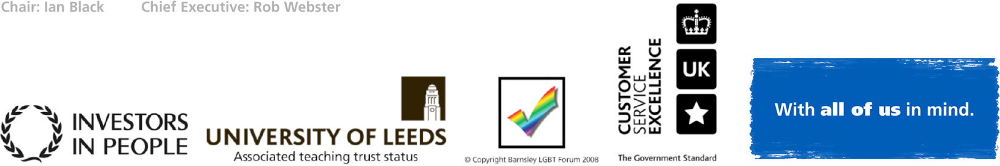 Chair: Ian Black Chief Executive: Rob Webster
INVESTORS
IN PEOPLE
UNIVERSITY OF LEEDS
Associated teaching trust status
© Copyright Barnsley LGBT Forum 2008
CUSTOMER
SERVICE
EXCELLENCE
UK
The Government Standard
With all of us in mind.